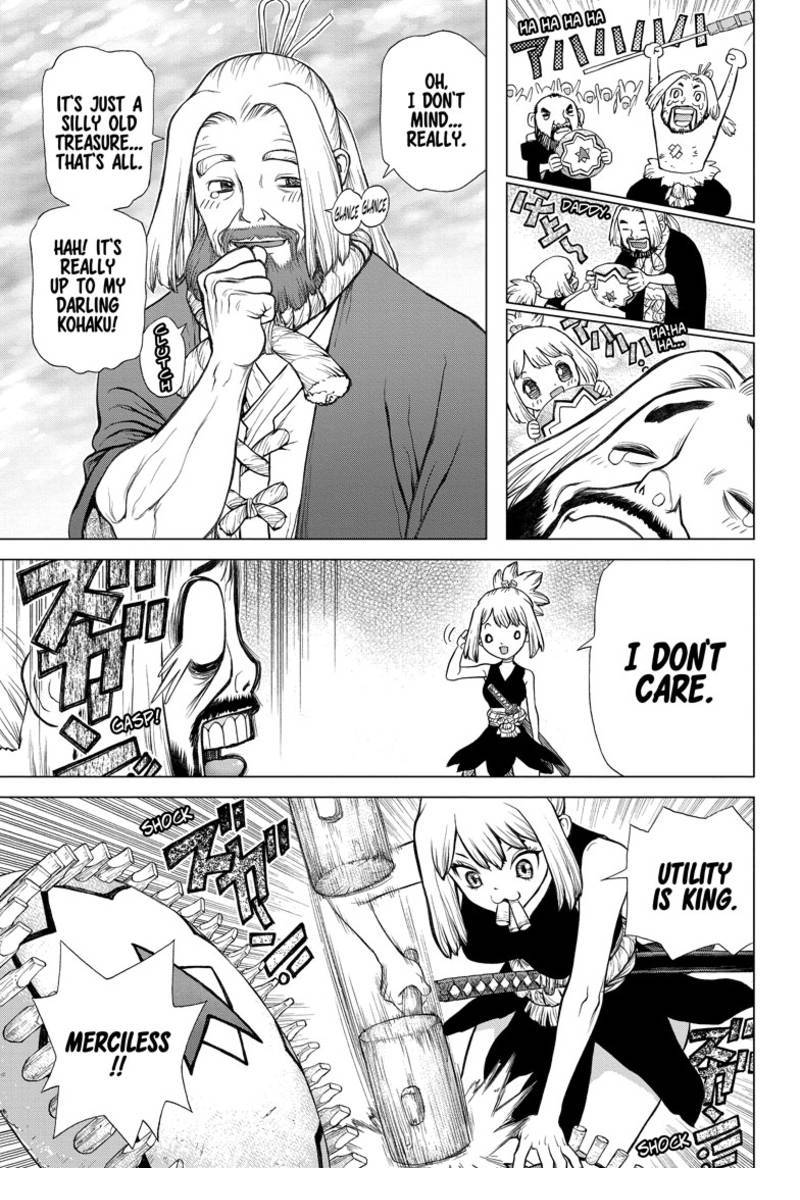 HA HA HA HA
アハハハハハ!
DADDY.
HA! HA
HA....
OH,
I DON'T
MIND...
REALLY.
GLANCE GLANCE
IT'S JUST A
SILLY OLD
TREASURE...
THAT'S ALL.
HAH! IT'S
REALLY
UP TO MY
DARLING
KOHAKU!
CLUTCH
I DON'T
CARE.
GASP!
UTILITY
IS KING.
SHOCK
MERCILESS
!!
SHOCK